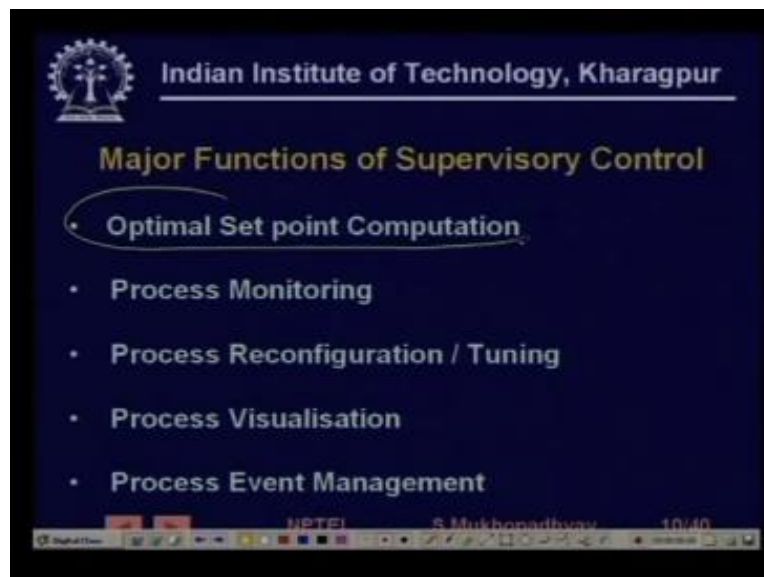 Indian Institute of Technology, Kharagpur
Major Functions of Supervisory Control
• Optimal Set point Computation
• Process Monitoring
• Process Reconfiguration / Tuning
• Process Visualisation
• Process Event Management
NPTEL S.Mukhopadhyay 10/40